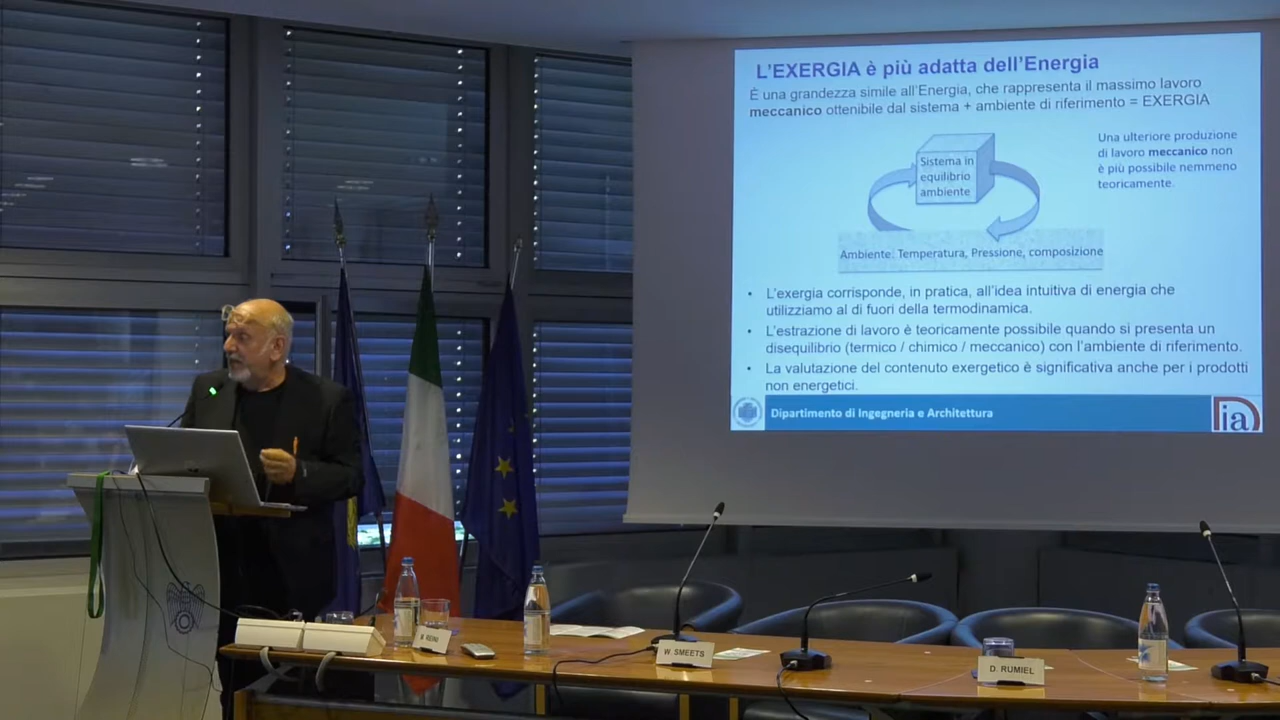 L'EXERGIA è più adatta dell'Energia
È una grandezza simile all'Energia, che rappresenta il massimo lavoro
meccanico ottenibile dal sistema + ambiente di riferimento = EXERGIA
Sistema in
equilibrio
ambiente
Una ulteriore produzione
di lavoro meccanico non
è più possibile nemmeno
teoricamente.
Ambiente: Temperatura, Pressione, composizione
• L'exergia corrisponde, in pratica, all'idea intuitiva di energia che
utilizziamo al di fuori della termodinamica.
• L'estrazione di lavoro è teoricamente possibile quando si presenta un
disequilibrio (termico / chimico / meccanico) con l'ambiente di riferimento.
• La valutazione del contenuto exergetico è significativa anche per i prodotti
non energetici.
Dipartimento di Ingegneria e Architettura
Dia
REINI
W. SMEETS
D. RUMIEL